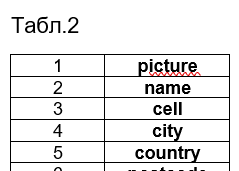 Табл.2
1 picture
2 name
3 cell
4 city
5 country